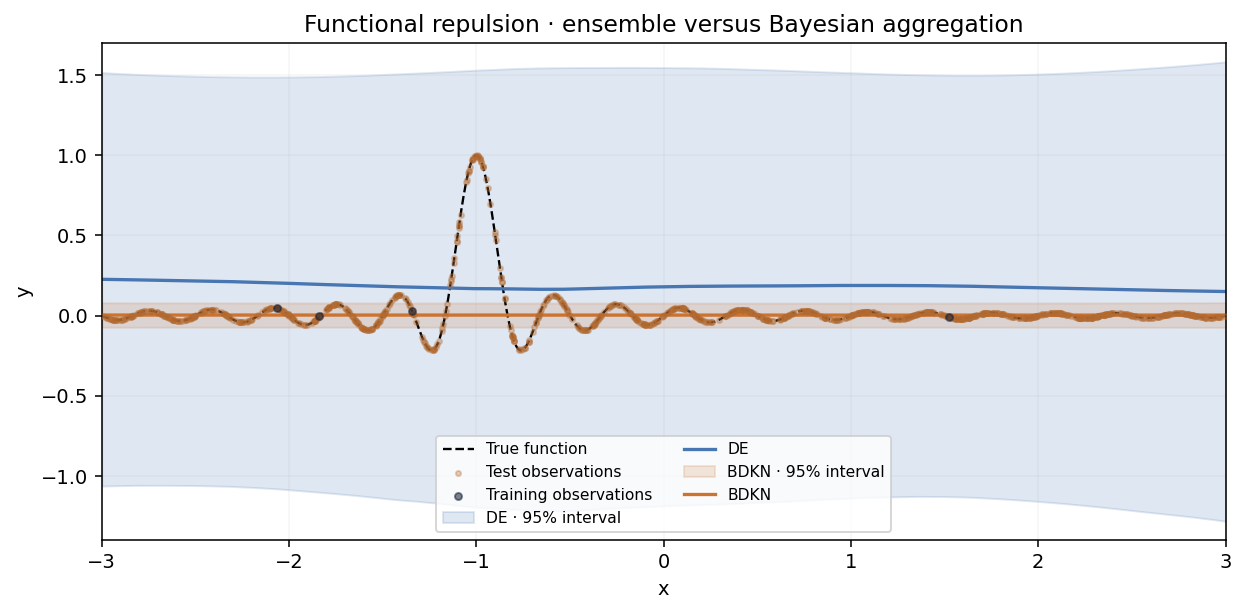 Functional repulsion · ensemble versus Bayesian aggregation
y
1.5
1.0
0.5
0.0
−0.5
−1.0
True function
Test observations
Training observations
DE · 95% interval
DE
BDKN · 95% interval
BDKN
−3 −2 −1 0 1 2 3
x